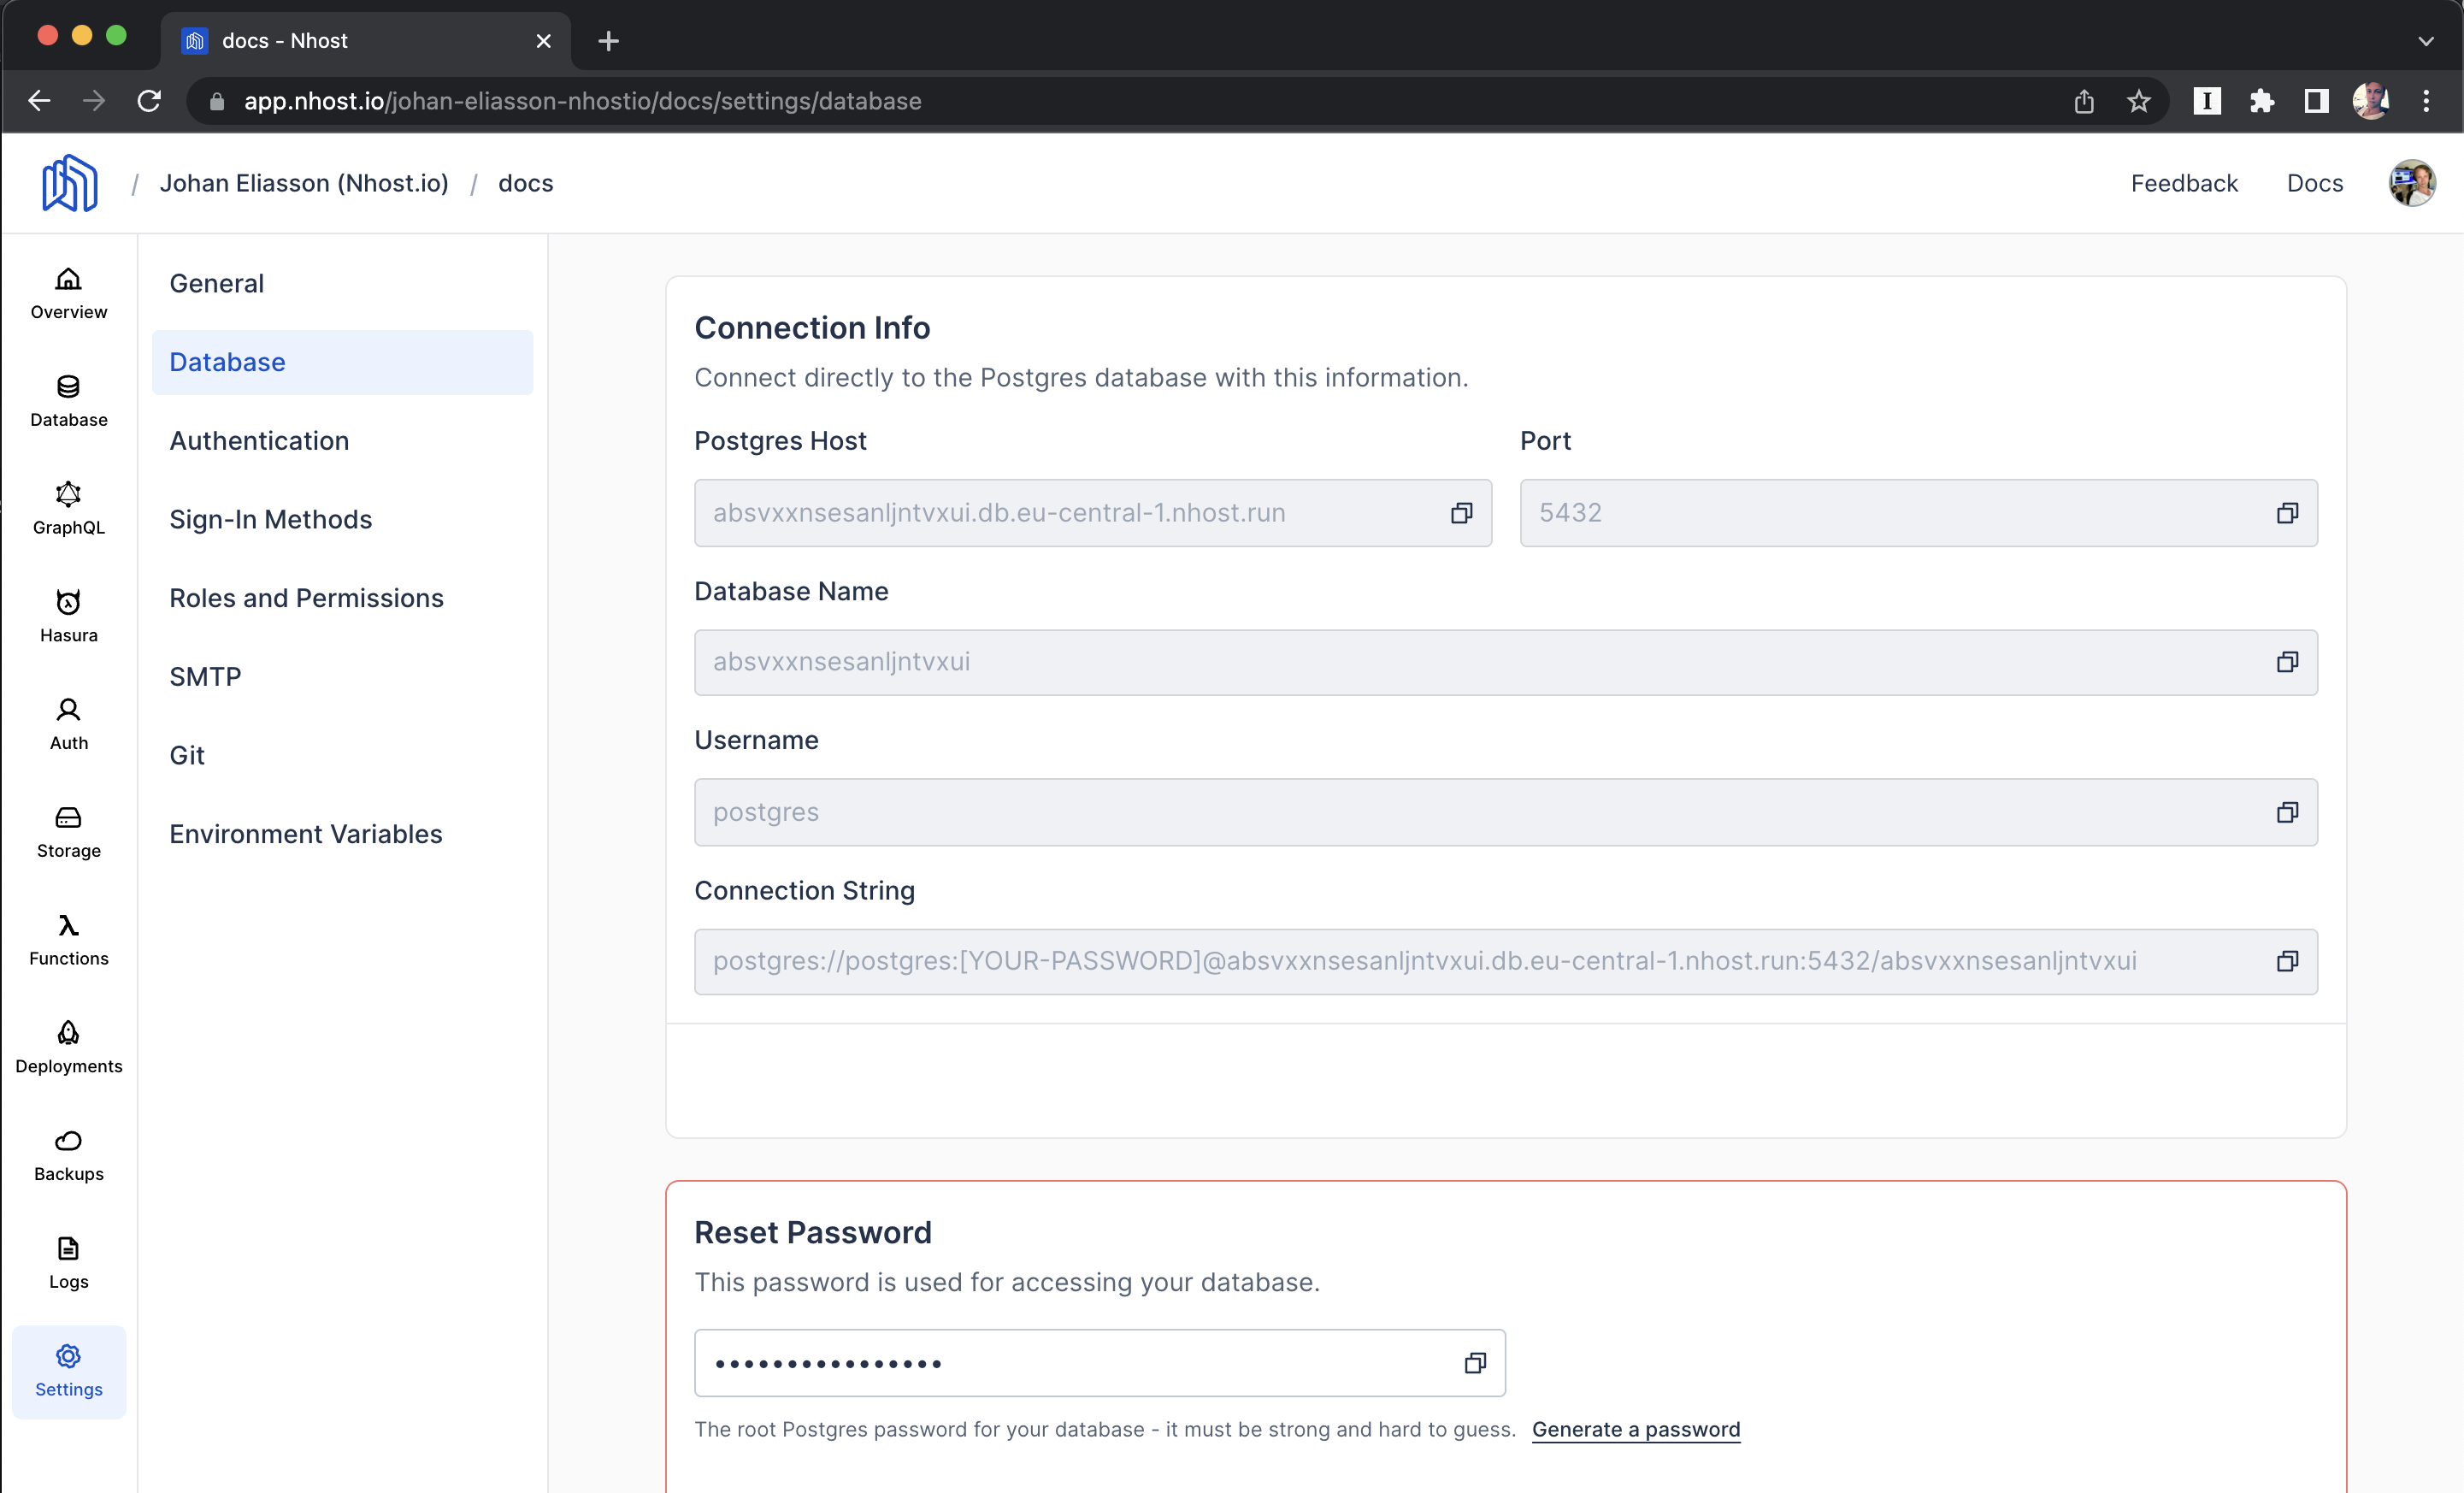 docs - Nhost
app.nhost.io/johan-eliasson-nhostio/docs/settings/database
I
/ Johan Eliasson (Nhost.io) / docs
Feedback
Docs
Overview
Database
GraphQL
Hasura
Auth
Storage
Functions
Deployments
Backups
Logs
Settings
General
Database
Authentication
Sign-In Methods
Roles and Permissions
SMTP
Git
Environment Variables
Connection Info
Connect directly to the Postgres database with this information.
Postgres Host
absvxxnsesanljntvxui.db.eu-central-1.nhost.run
Port
5432
Database Name
absvxxnsesanljntvxui
Username
postgres
Connection String
postgres://postgres:[YOUR-PASSWORD]@absvxxnsesanljntvxui.db.eu-central-1.nhost.run:5432/absvxxnsesanljntvxui
Reset Password
This password is used for accessing your database.
••••••••••••••••
The root Postgres password for your database - it must be strong and hard to guess. Generate a password